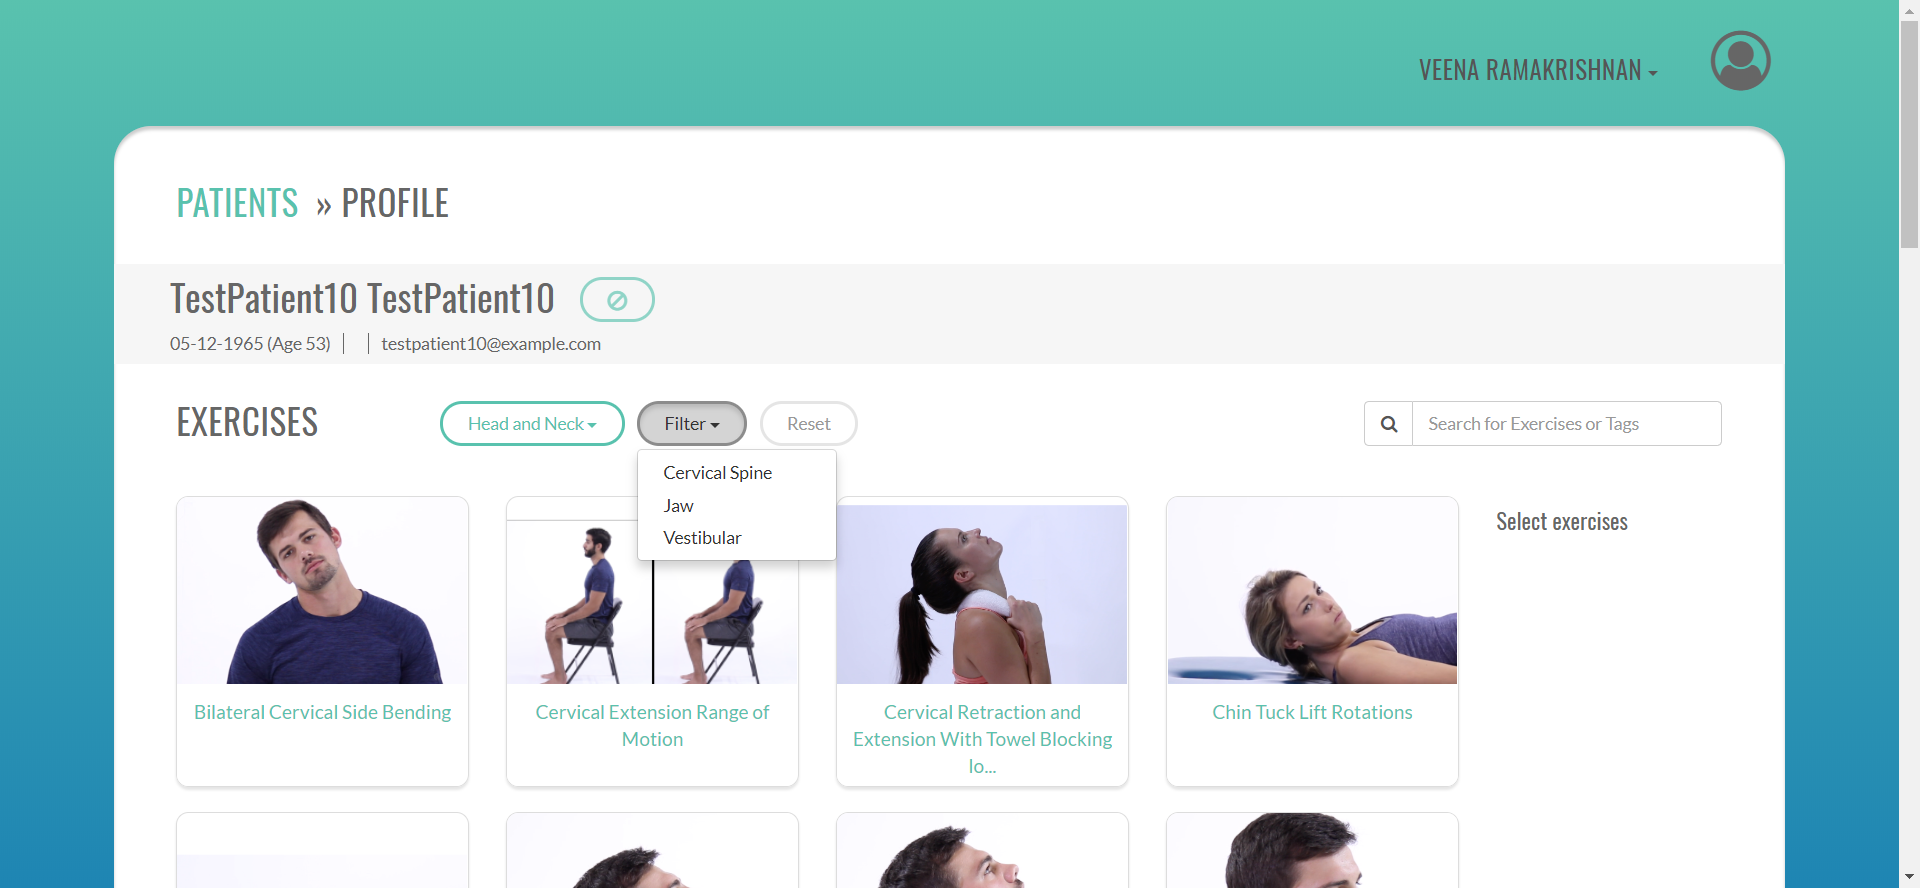 VEENA RAMAKRISHNAN
PATIENTS » PROFILE
TestPatient10 TestPatient10
05-12-1965 (Age 53) | | testpatient10@example.com
EXERCISES
Head and Neck
Filter
Reset
Search for Exercises or Tags
Cervical Spine
Jaw
Vestibular
Select exercises
Bilateral Cervical Side Bending
Cervical Extension Range of
Motion
Cervical Retraction and
Extension With Towel Blocking
lo...
Chin Tuck Lift Rotations